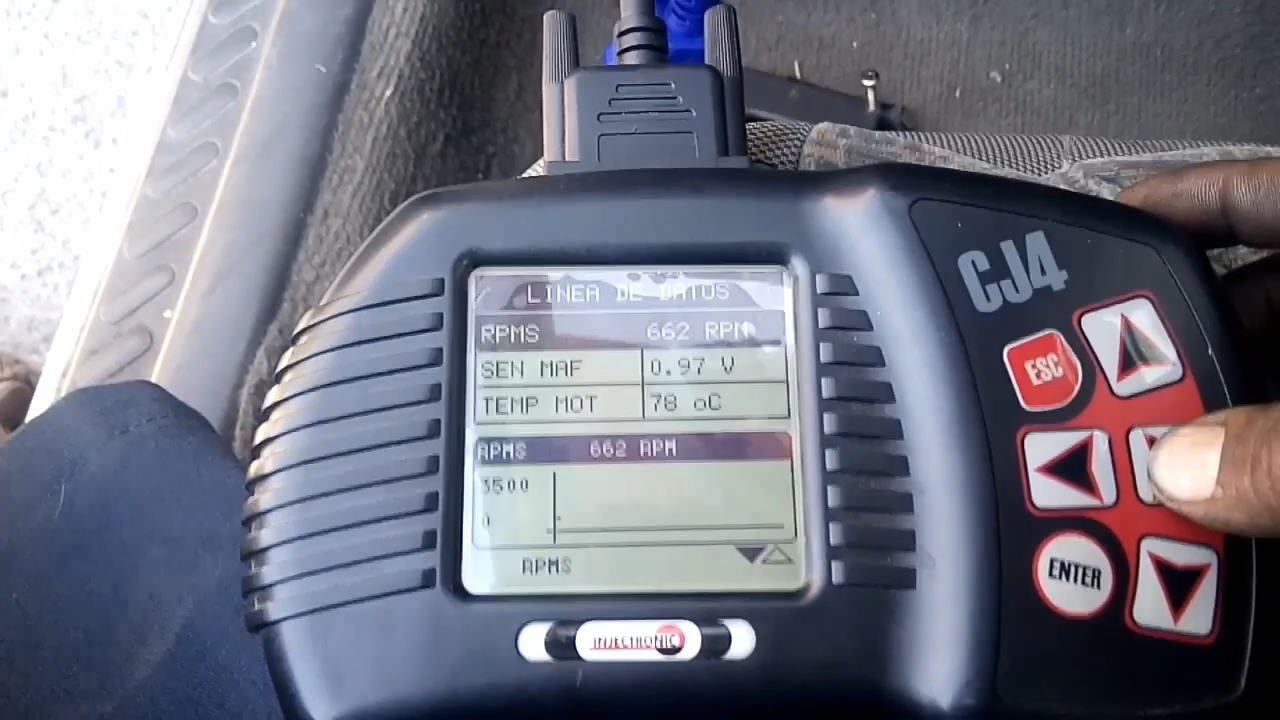 CJ4
LINEA DE DATOS
RPMS 662 RPM
SEN MAF 0.97 V
TEMP MOT 78 oC
RPMS 662 RPM
3500
0
RPMS
ESC
ENTER
INJECTRONIC